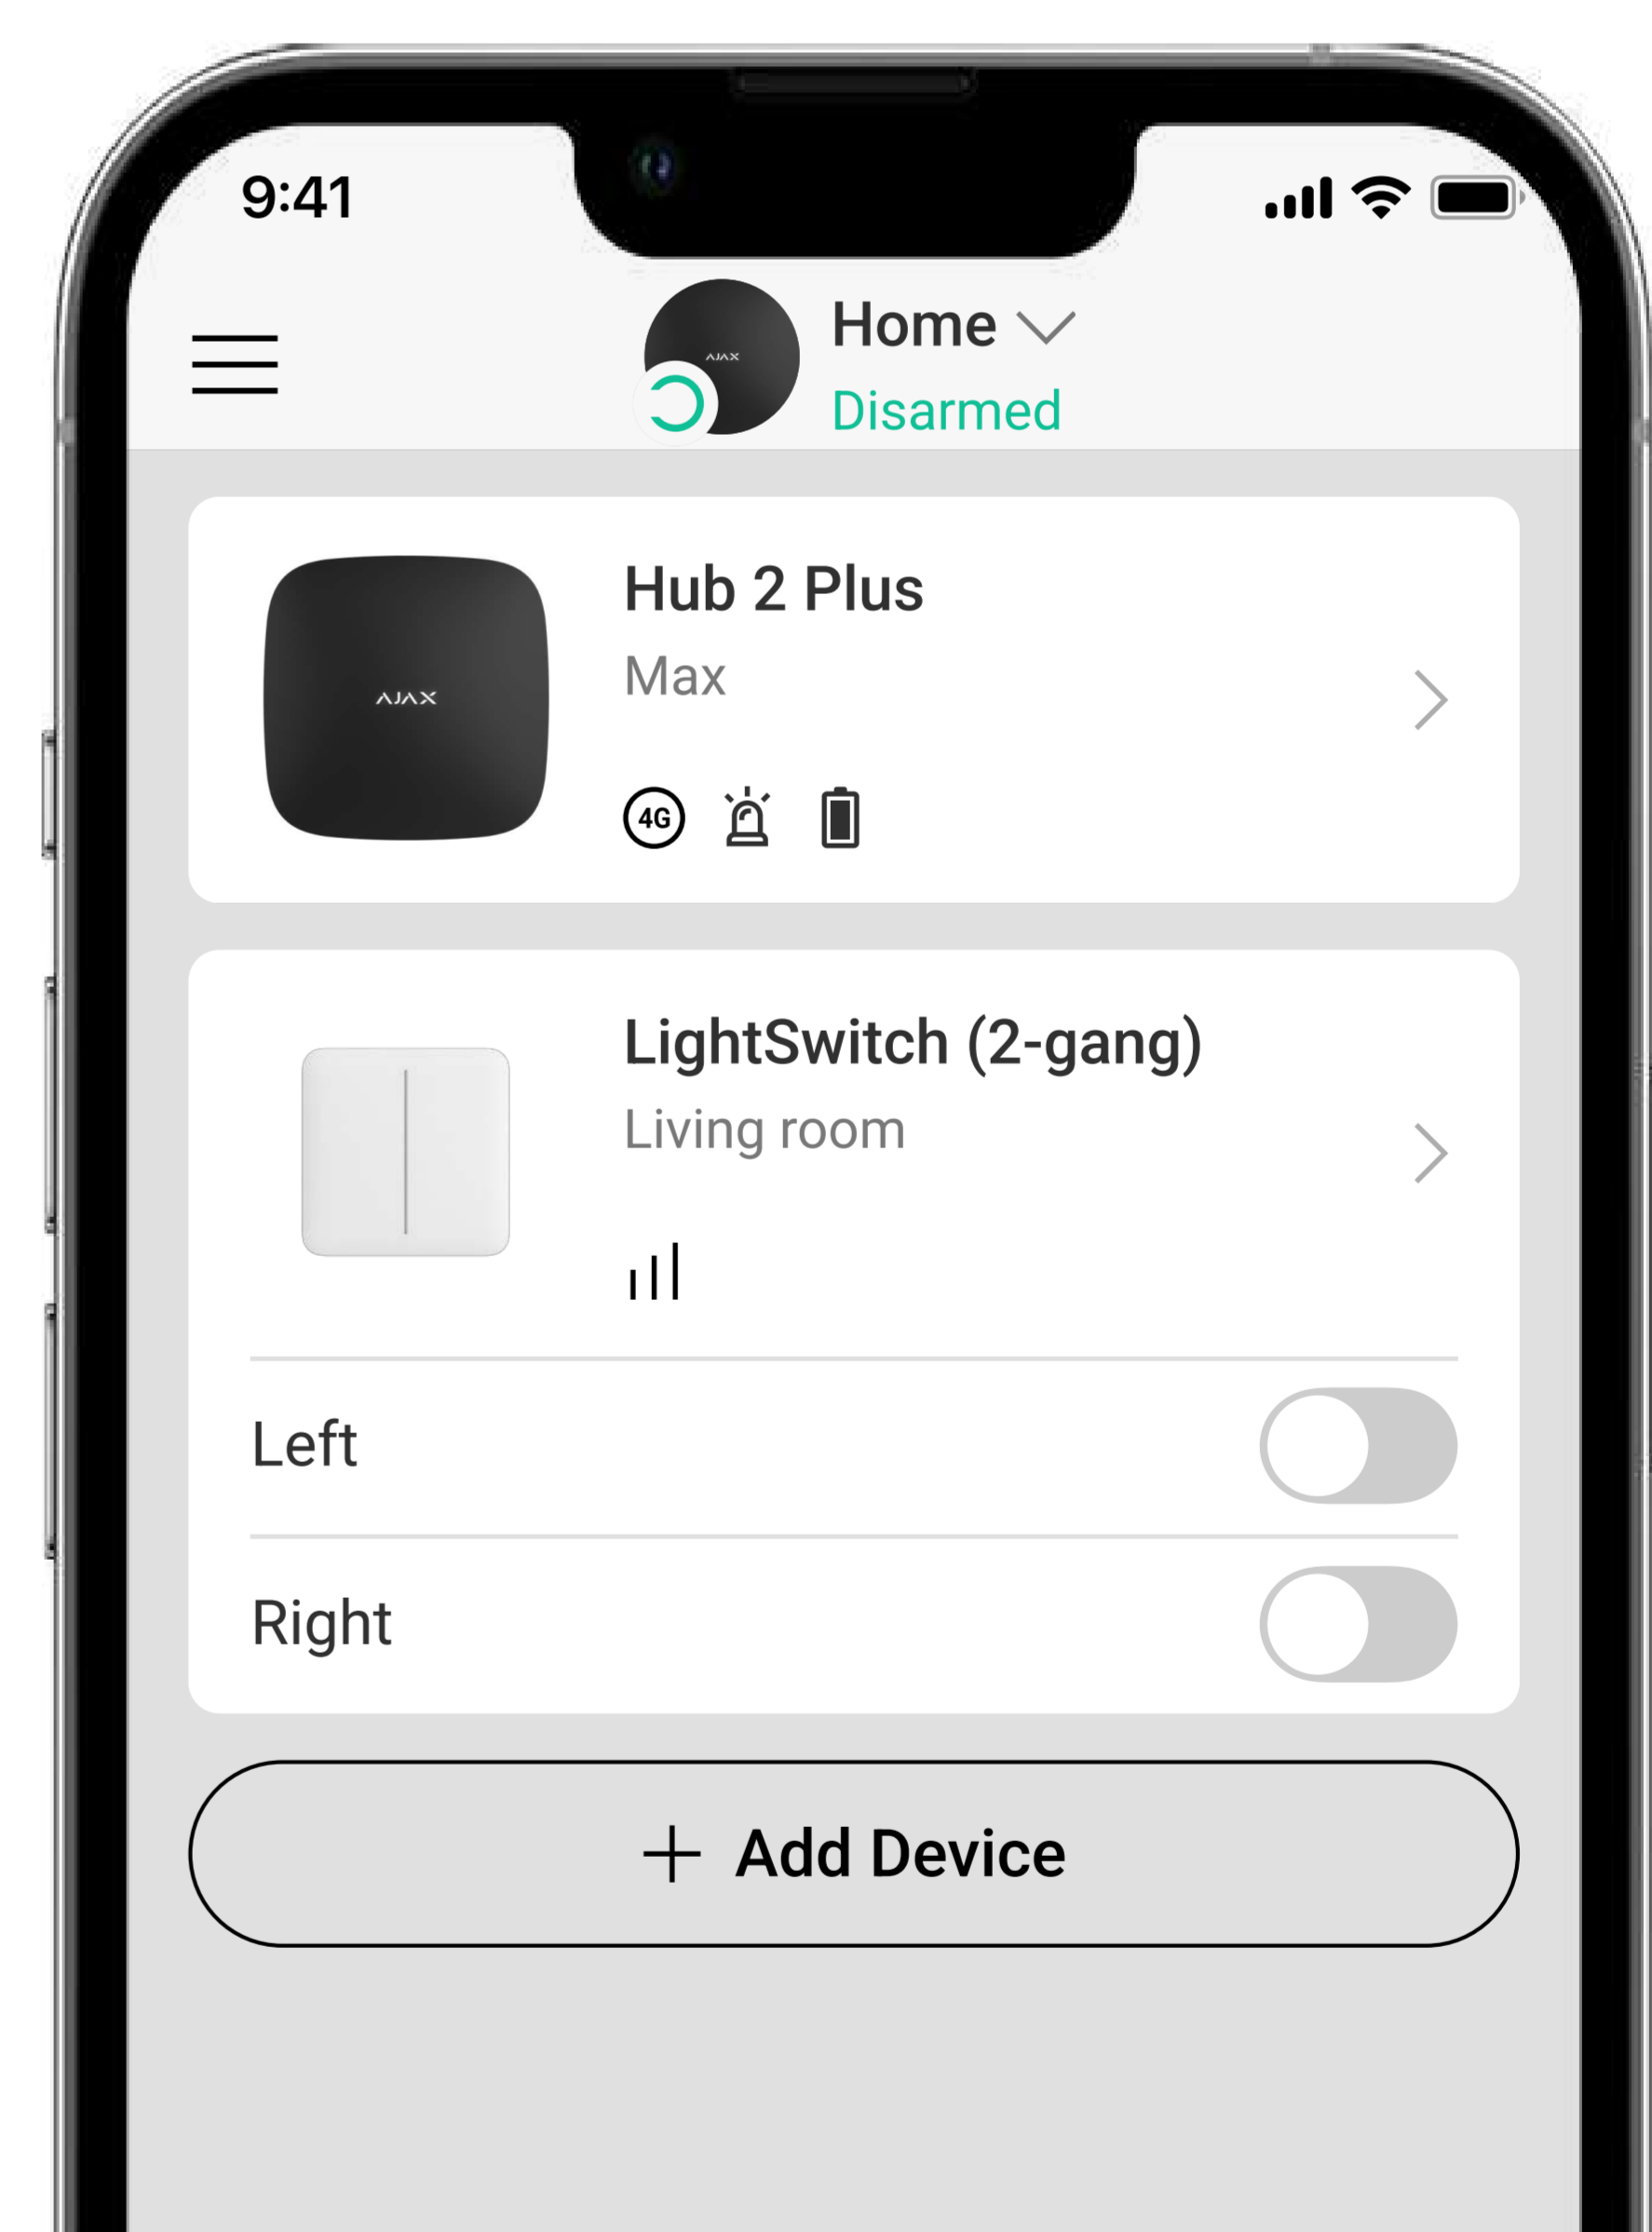 9:41
AJAX
Home
Disarmed
AJAX
Hub 2 Plus
Max
4G
LightSwitch (2-gang)
Living room
Left
Right
+ Add Device